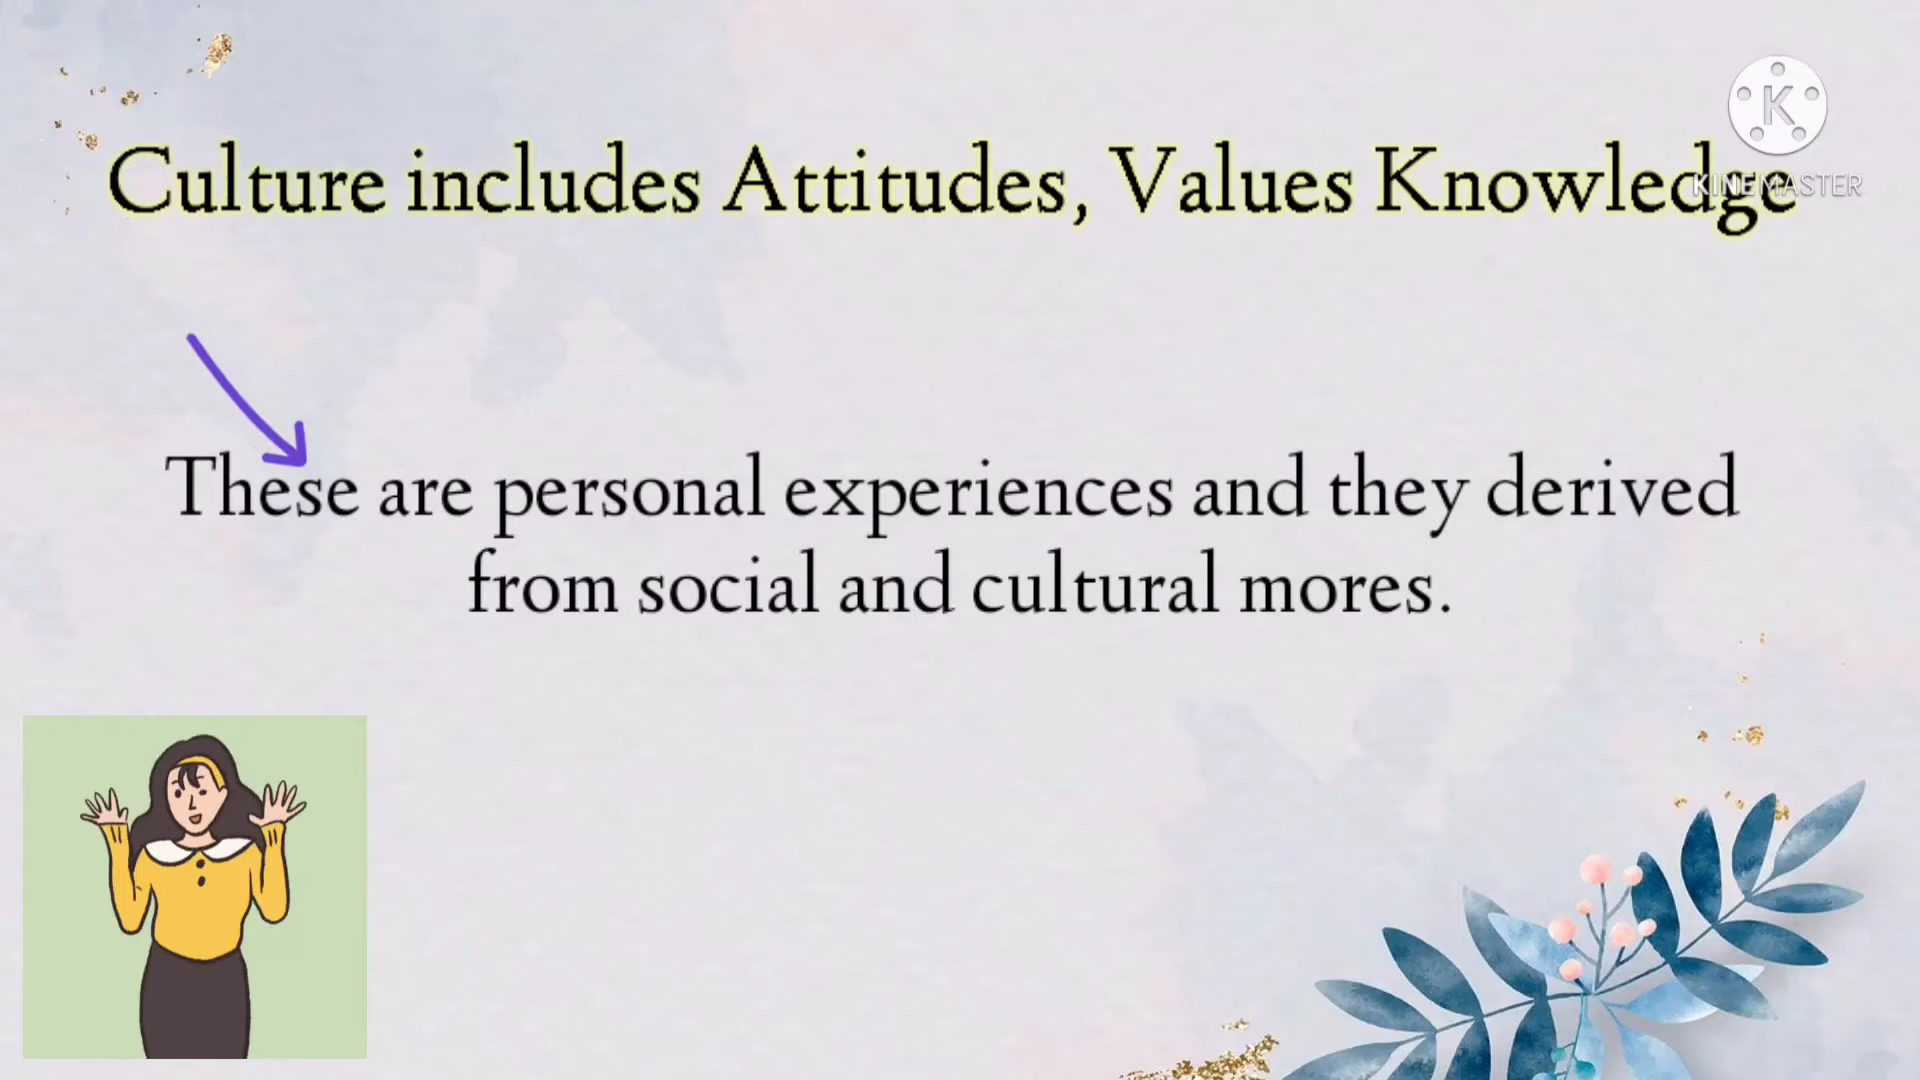 Culture includes Attitudes, Values Knowledge
K
KINEMASTER
These are personal experiences and they derived
from social and cultural mores.